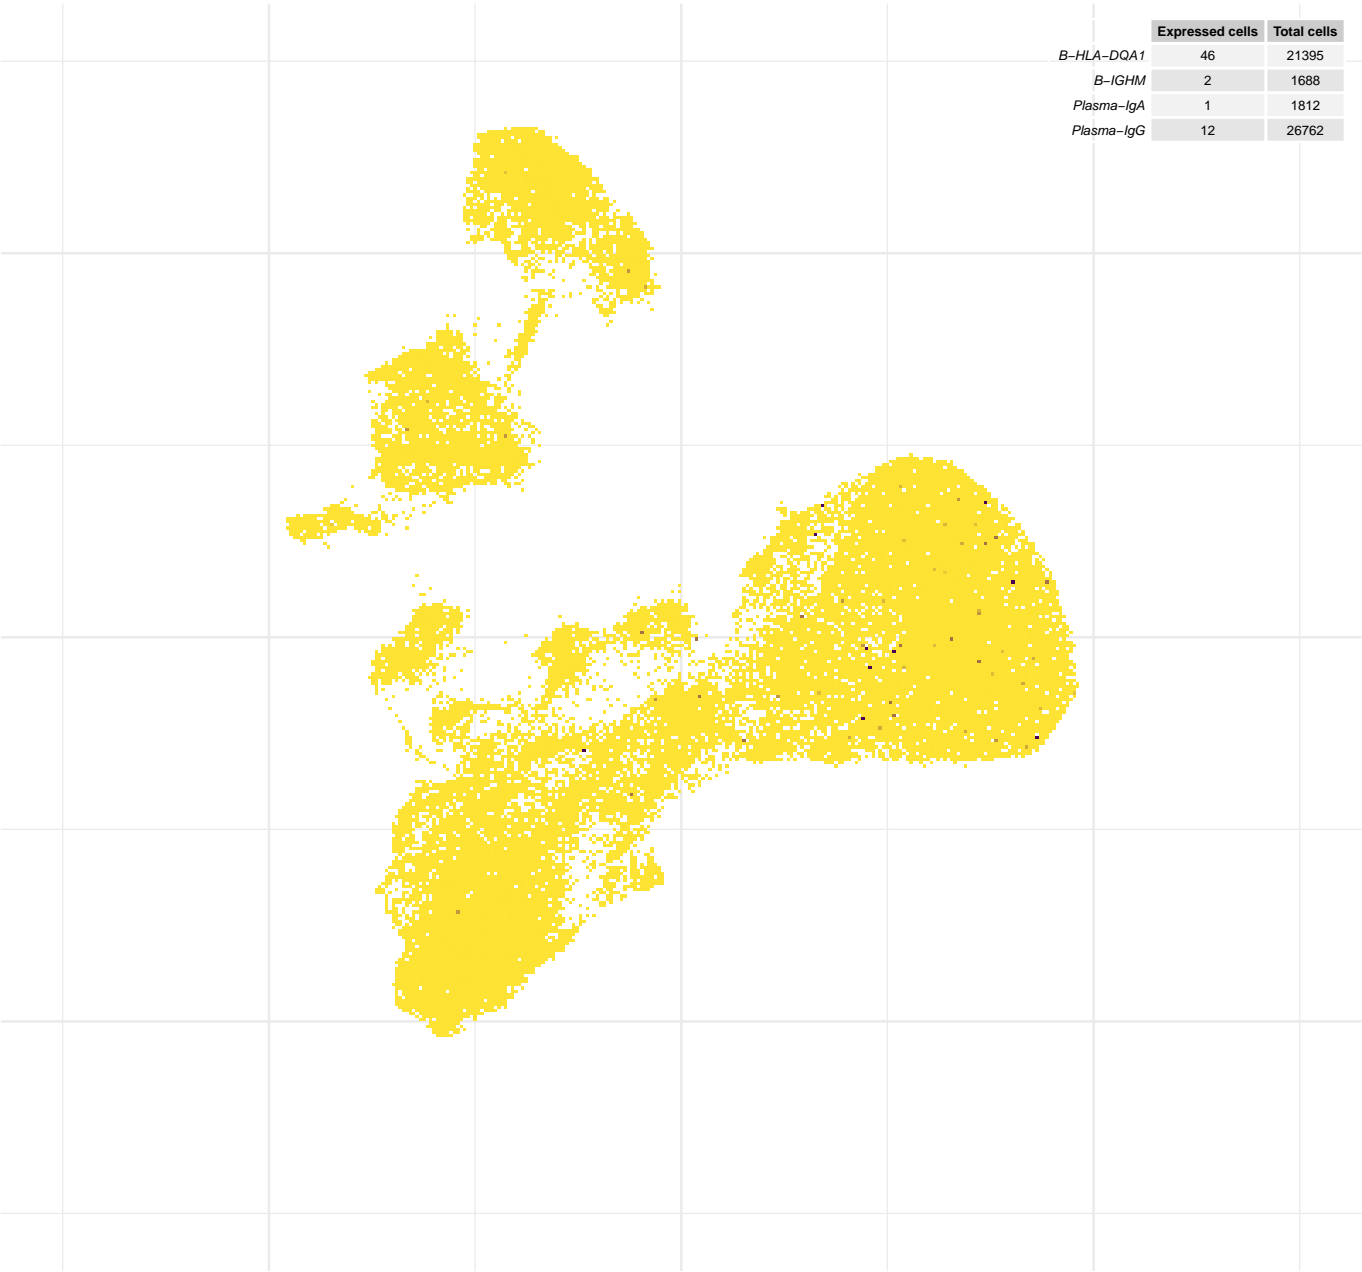 Expressed cells Total cells
B−HLA−DQA1 46 21395
B−IGHM 2 1688
Plasma−IgA 1 1812
Plasma−IgG 12 26762